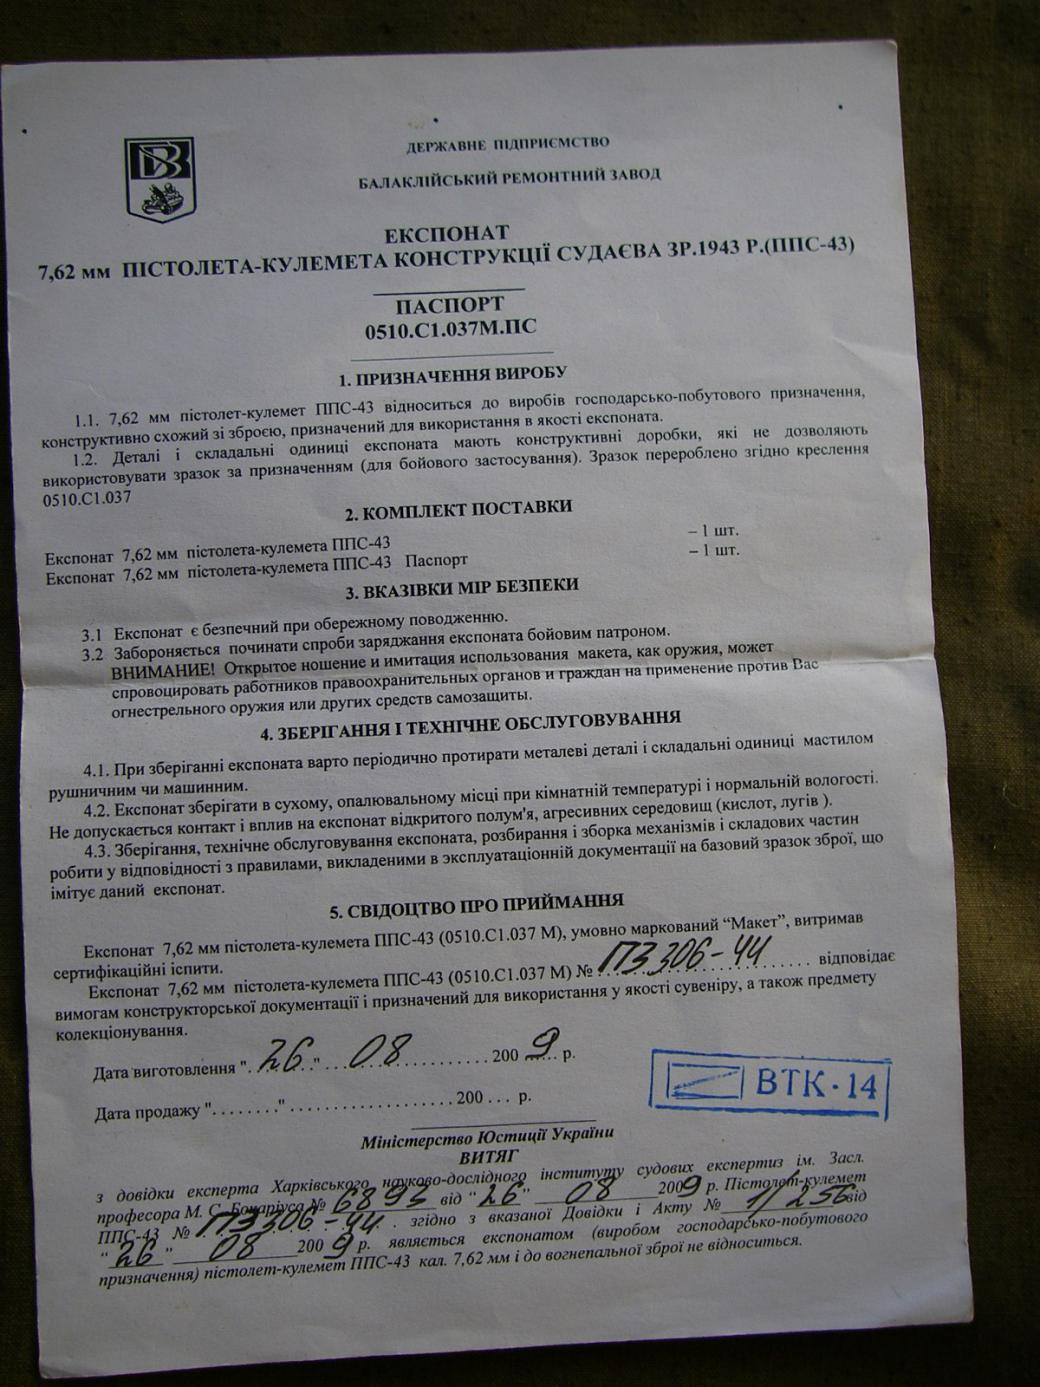 ДЕРЖАВНЕ ПІДПРИЄМСТВО
БАЛАКЛІЙСЬКИЙ РЕМОНТНИЙ ЗАВОД
ЕКСПОНАТ
7,62 мм ПІСТОЛЕТА-КУЛЕМЕТА КОНСТРУКЦІЇ СУДАЄВА ЗР.1943 Р.(ППС-43)
ПАСПОРТ
0510.С1.037М.ПС
1. ПРИЗНАЧЕННЯ ВИРОБУ
1.1. 7,62 мм пістолет-кулемет ППС-43 відноситься до виробів господарсько-побутового призначення,
конструктивно схожий зі зброєю, призначений для використання в якості експоната.
1.2. Деталі і складальні одиниці експоната мають конструктивні доробки, які не дозволяють
використовувати зразок за призначенням (для бойового застосування). Зразок перероблено згідно креслення
0510.С1.037
2. КОМПЛЕКТ ПОСТАВКИ
Експонат 7,62 мм пістолета-кулемета ППС-43 – 1 шт.
Експонат 7,62 мм пістолета-кулемета ППС-43 Паспорт – 1 шт.
3. ВКАЗІВКИ МІР БЕЗПЕКИ
3.1 Експонат є безпечний при обережному поводженню.
3.2 Забороняється починати спроби заряджання експоната бойовим патроном.
ВНИМАНИЕ! Открытое ношение и имитация использования макета, как оружия, может
спровоцировать работников правоохранительных органов и граждан на применение против Вас
огнестрельного оружия или других средств самозащиты.
4. ЗБЕРІГАННЯ І ТЕХНІЧНЕ ОБСЛУГОВУВАННЯ
4.1. При зберіганні експоната варто періодично протирати металеві деталі і складальні одиниці мастилом
рушничним чи машинним.
4.2. Експонат зберігати в сухому, опалювальному місці при кімнатній температурі і нормальній вологості.
Не допускається контакт і вплив на експонат відкритого полум'я, агресивних середовищ (кислот, лугів ).
4.3. Зберігання, технічне обслуговування експоната, розбирання і зборка механізмів і складових частин
робити у відповідності з правилами, викладеними в эксплуатаційній документації на базовий зразок зброї, що
імітує даний експонат.
5. СВІДОЦТВО ПРО ПРИЙМАННЯ
Експонат 7,62 мм пістолета-кулемета ППС-43 (0510.С1.037 М), умовно маркований “Макет”, витримав
сертифікаційні іспити.
Експонат 7,62 мм пістолета-кулемета ППС-43 (0510.С1.037 М) № ПЗ 306-44 відповідає
вимогам конструкторської документації і призначений для використання у якості сувеніру, а також предмету
колекціонування.
Дата виготовлення ". 26 .." ... 08 .......... 200 9 ... р.
Дата продажу "........"..................... 200 ... р.
ВТК · 14
Міністерство Юстиції України
ВИТЯГ
з довідки експерта Харківського науково-дослідного інституту судових експертиз ім. Засл.
професора М. С. Бокаріуса № 6895 від " 26 " 08 2009 р. Пістолет-кулемет
ППС-43 № ПЗ306-44 . згідно з вказаної Довідки і Акту № 1/256 від
" 26 " 08 200 9 р. являється експонатом (виробом господарсько-побутового
призначення) пістолет-кулемет ППС-43 кал. 7,62 мм і до вогнепальної зброї не відноситься.